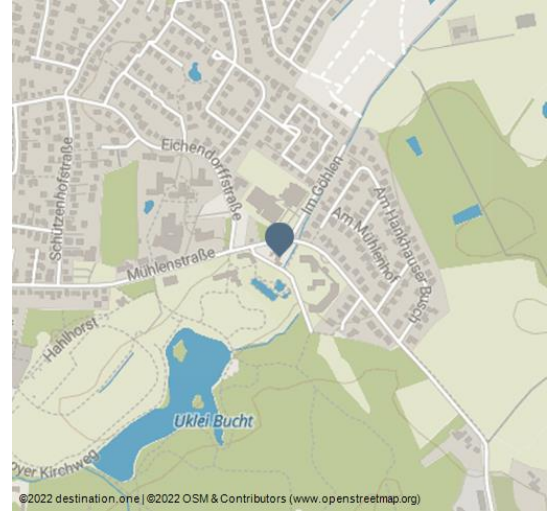 Schützenhofstraße
Eichendorffstraße
Im Göhlen
Am Hankhauser Busch
Am Mühlenhof
Mühlenstraße
Hahlhorst
Uklei Bucht
oyer Kirchweg
©2022 destination.one | ©2022 OSM & Contributors (www.openstreetmap.org)